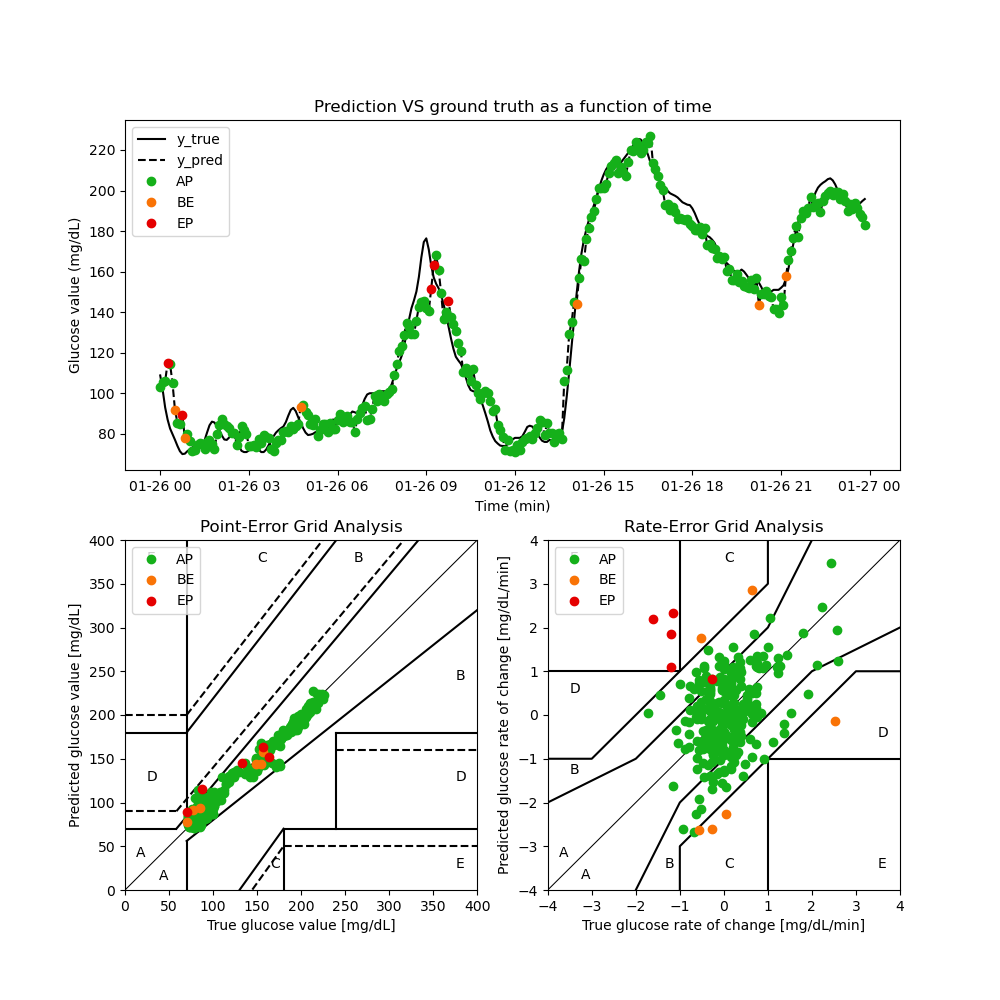 Prediction VS ground truth as a function of time
Glucose value (mg/dL)
220
200
180
160
140
120
100
80
y_true
y_pred
AP
BE
EP
01-26 00 01-26 03 01-26 06 01-26 09 01-26 12 01-26 15 01-26 18 01-26 21 01-27 00
Time (min)
Point-Error Grid Analysis
Predicted glucose value [mg/dL]
400
350
300
250
200
150
100
50
0
AP
BE
EP
C B
B
D D
A
A
C E
0 50 100 150 200 250 300 350 400
True glucose value [mg/dL]
Rate-Error Grid Analysis
Predicted glucose rate of change [mg/dL/min]
4
3
2
1
0
−1
−2
−3
−4
AP
BE
EP
C
D
D
B
A
A
B C E
−4 −3 −2 −1 0 1 2 3 4
True glucose rate of change [mg/dL/min]